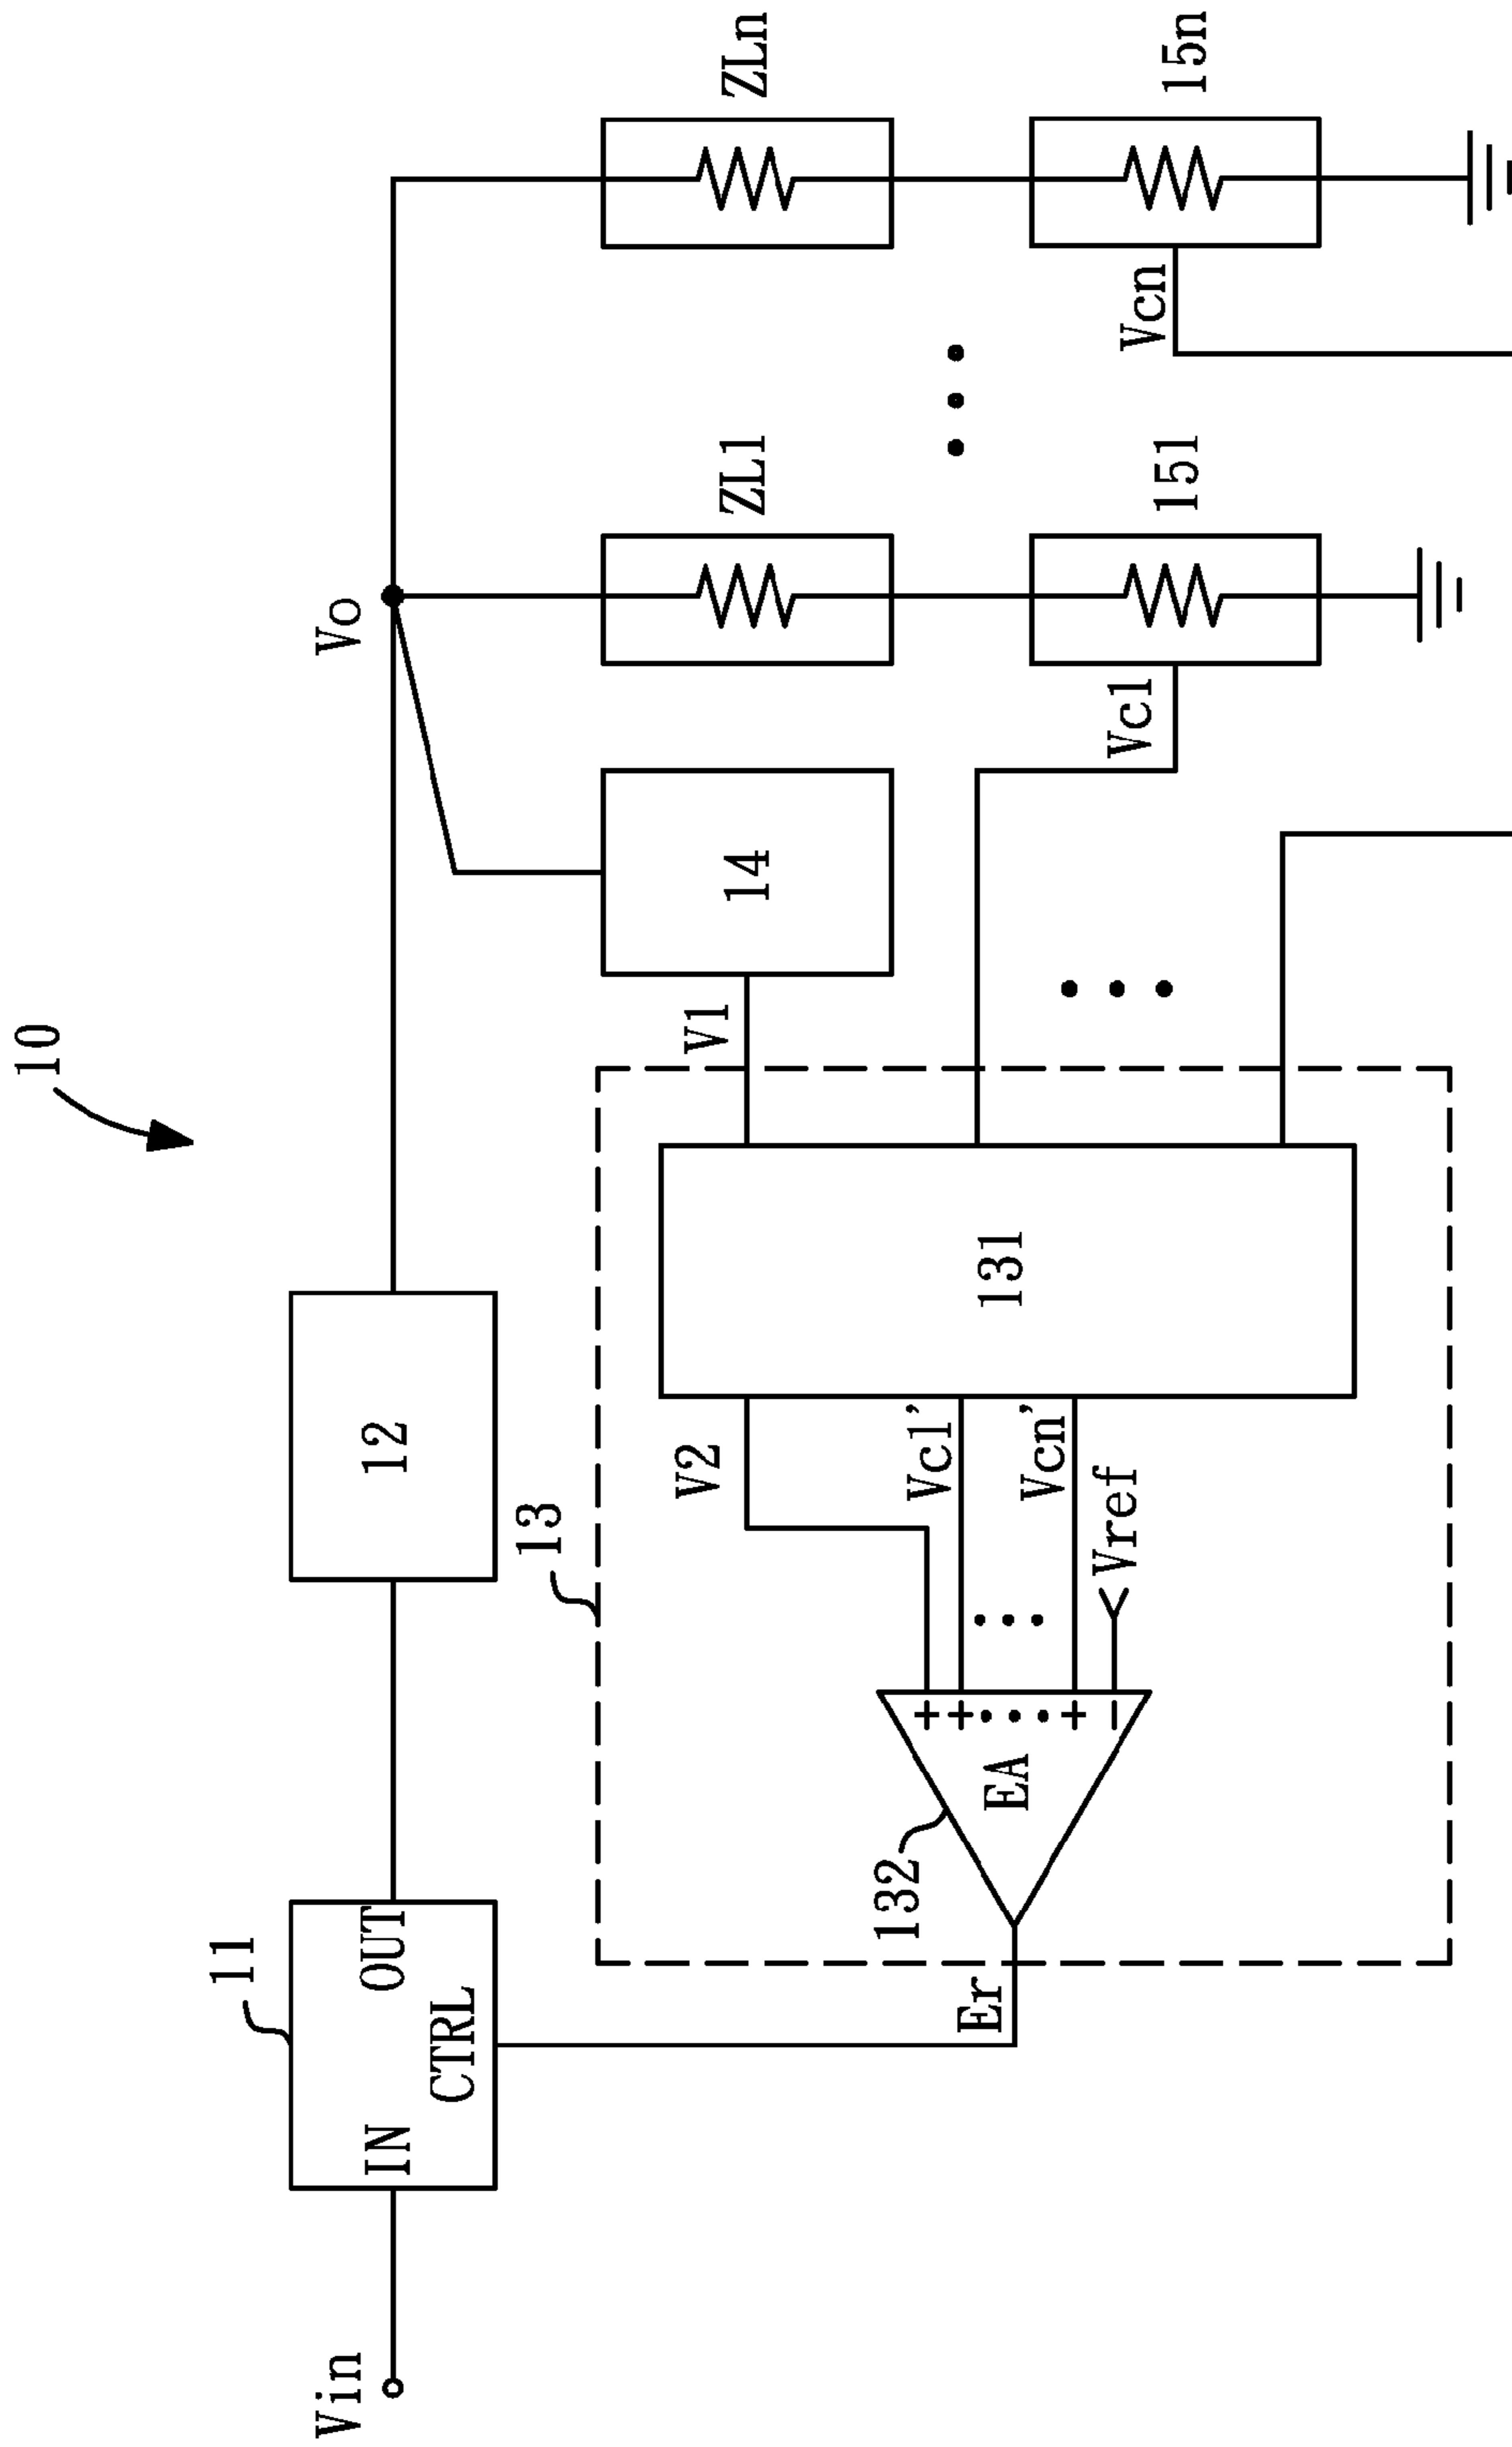 10
11
Vin
IN
OUT
CTRL
12
Vo
13
14
V1
V2
ZL1
ZLn
132
EA
Er
+
+
+
−
131
Vc1'
Vcn'
Vref
Vc1
Vcn
151
15n